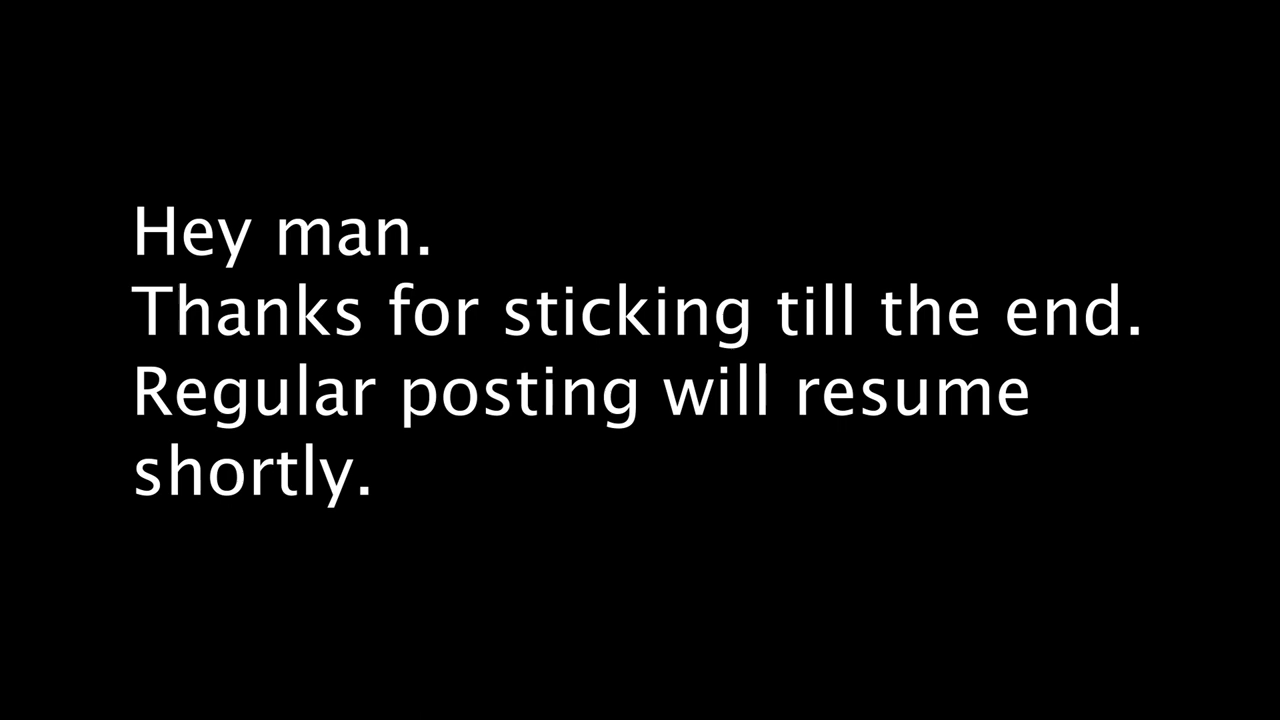 Hey man.
Thanks for sticking till the end.
Regular posting will resume
shortly.